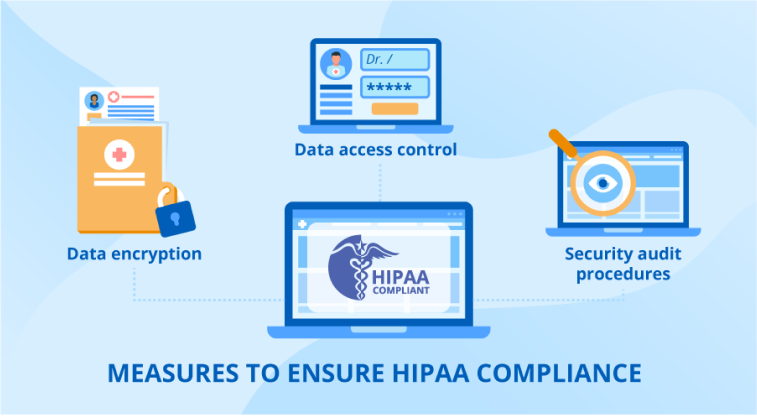 Dr. /
*****
Data access control
Data encryption
Security audit
procedures
HIPAA
COMPLIANT
MEASURES TO ENSURE HIPAA COMPLIANCE